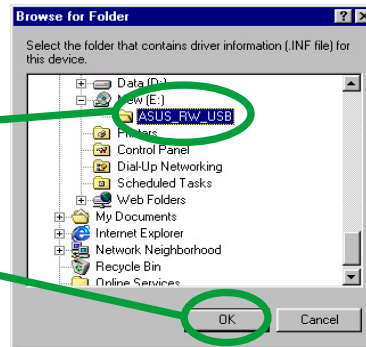 Browse for Folder
Select the folder that contains driver information (.INF file) for
this device.
Data (D:)
New (E:)
ASUS_RW_USB
Printers
Control Panel
Dial-Up Networking
Scheduled Tasks
Web Folders
My Documents
Internet Explorer
Network Neighborhood
Recycle Bin
Online Services
OK
Cancel